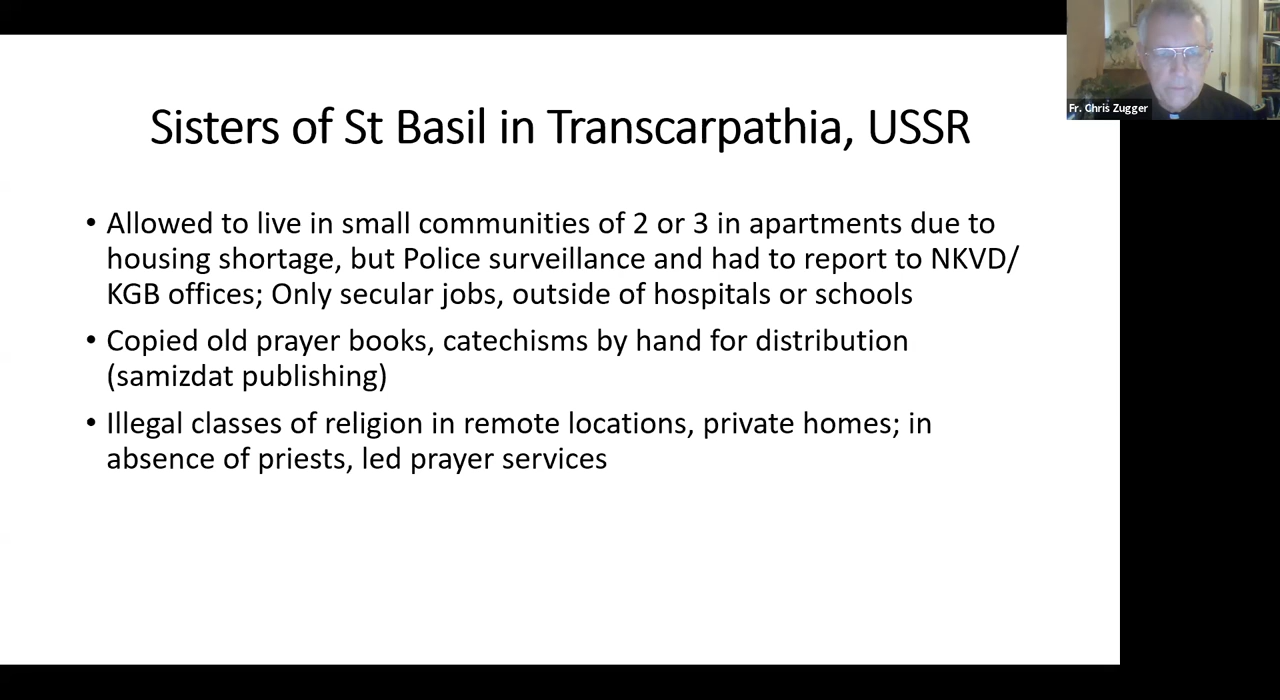 Sisters of St Basil in Transcarpathia, USSR
• Allowed to live in small communities of 2 or 3 in apartments due to
housing shortage, but Police surveillance and had to report to NKVD/
KGB offices; Only secular jobs, outside of hospitals or schools
• Copied old prayer books, catechisms by hand for distribution
(samizdat publishing)
• Illegal classes of religion in remote locations, private homes; in
absence of priests, led prayer services
Fr. Chris Zugger